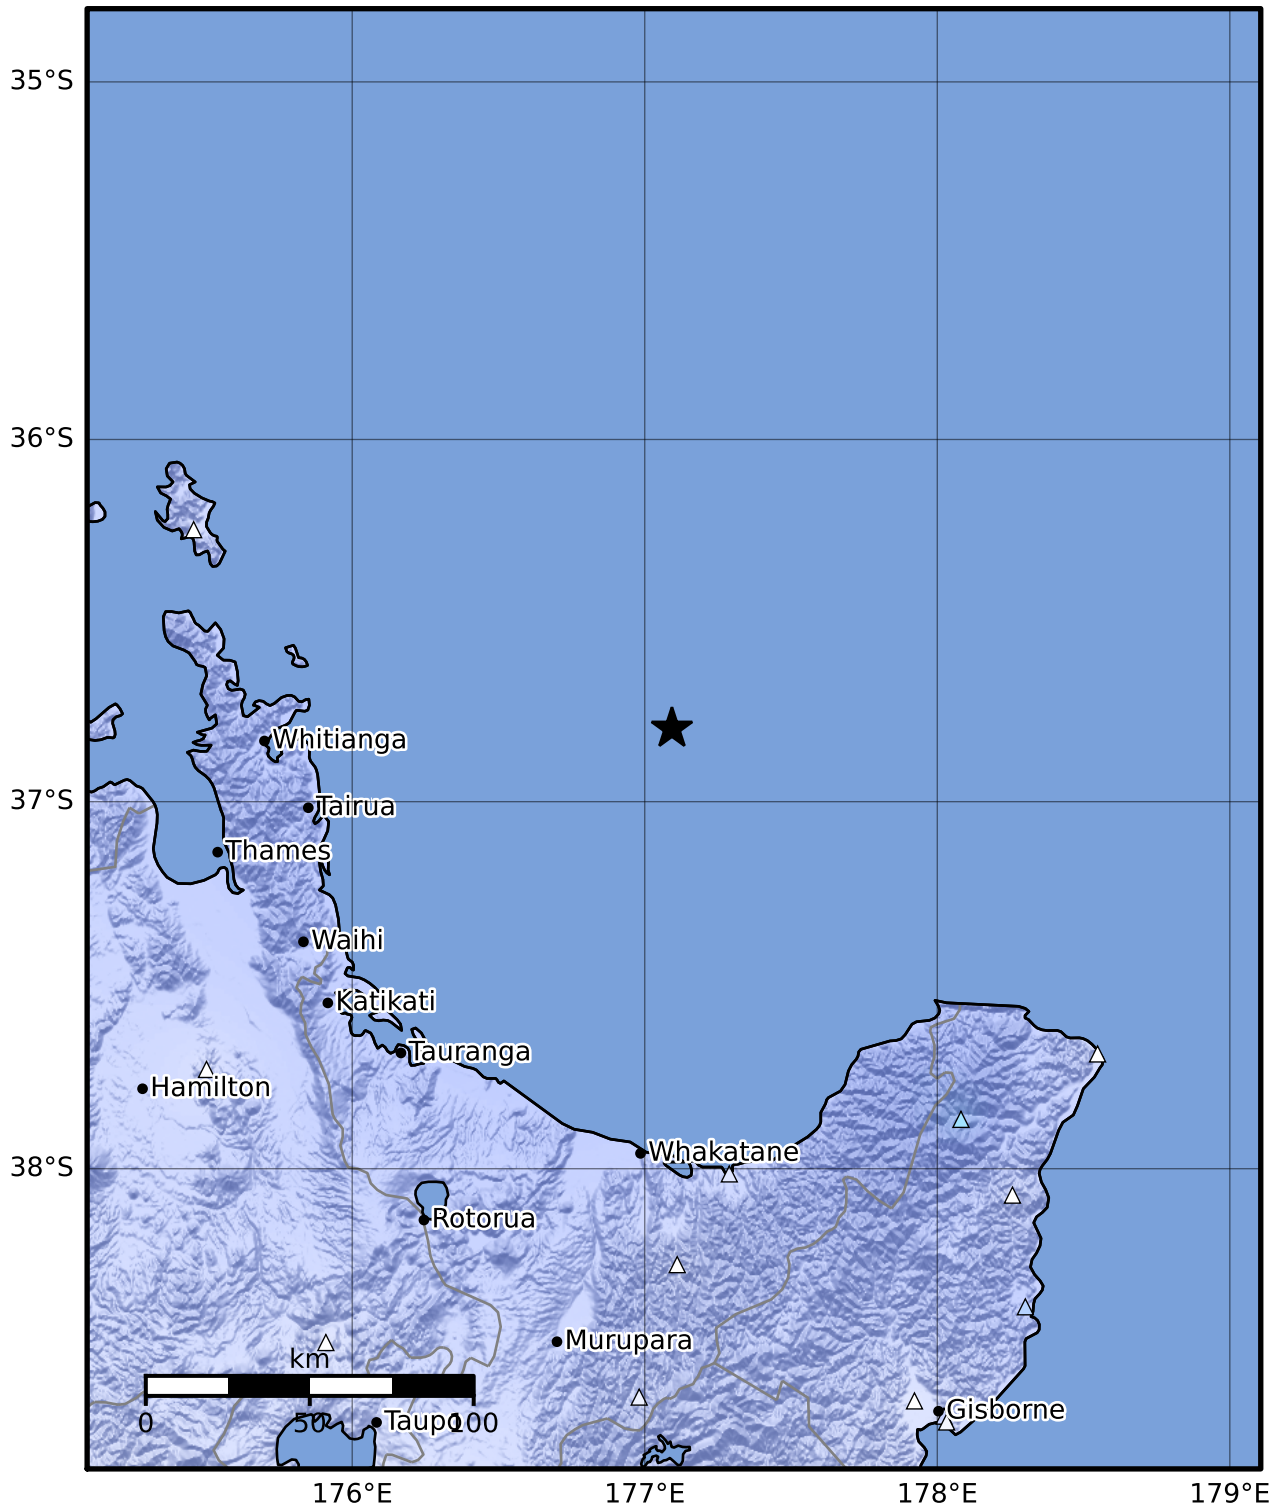 35°S
36°S
Whitianga
37°S
Tairua
Thames
Waihi
Katikati
Tauranga
Hamilton
Whakatane
38°S
Rotorua
Murupara
km
Gisborne
0
50
Taupo
100
176°E
177°E
178°E
179°E